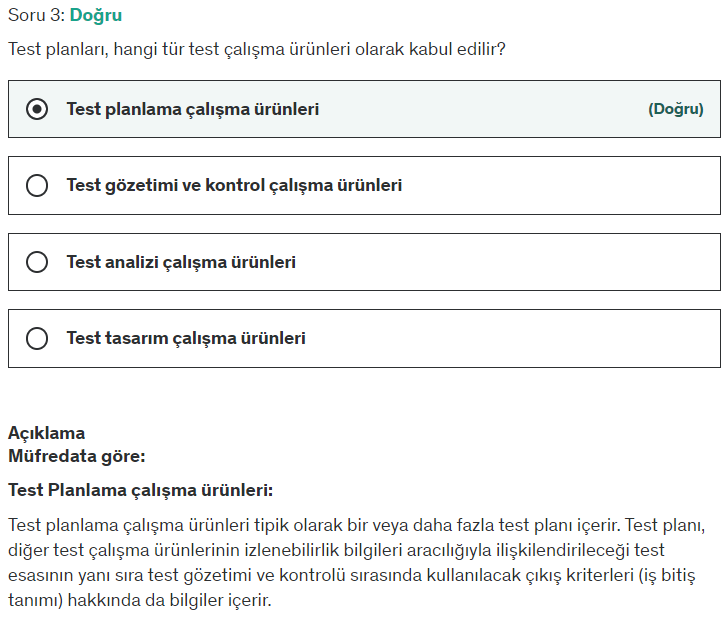 Soru 3: Doğru
Test planları, hangi tür test çalışma ürünleri olarak kabul edilir?
Test planlama çalışma ürünleri (Doğru)
Test gözetimi ve kontrol çalışma ürünleri
Test analizi çalışma ürünleri
Test tasarım çalışma ürünleri
Açıklama
Müfredata göre:
Test Planlama çalışma ürünleri:
Test planlama çalışma ürünleri tipik olarak bir veya daha fazla test planı içerir. Test planı,
diğer test çalışma ürünlerinin izlenebilirlik bilgileri aracılığıyla ilişkilendirileceği test
esasının yanı sıra test gözetimi ve kontrolü sırasında kullanılacak çıkış kriterleri (iş bitiş
tanımı) hakkında da bilgiler içerir.